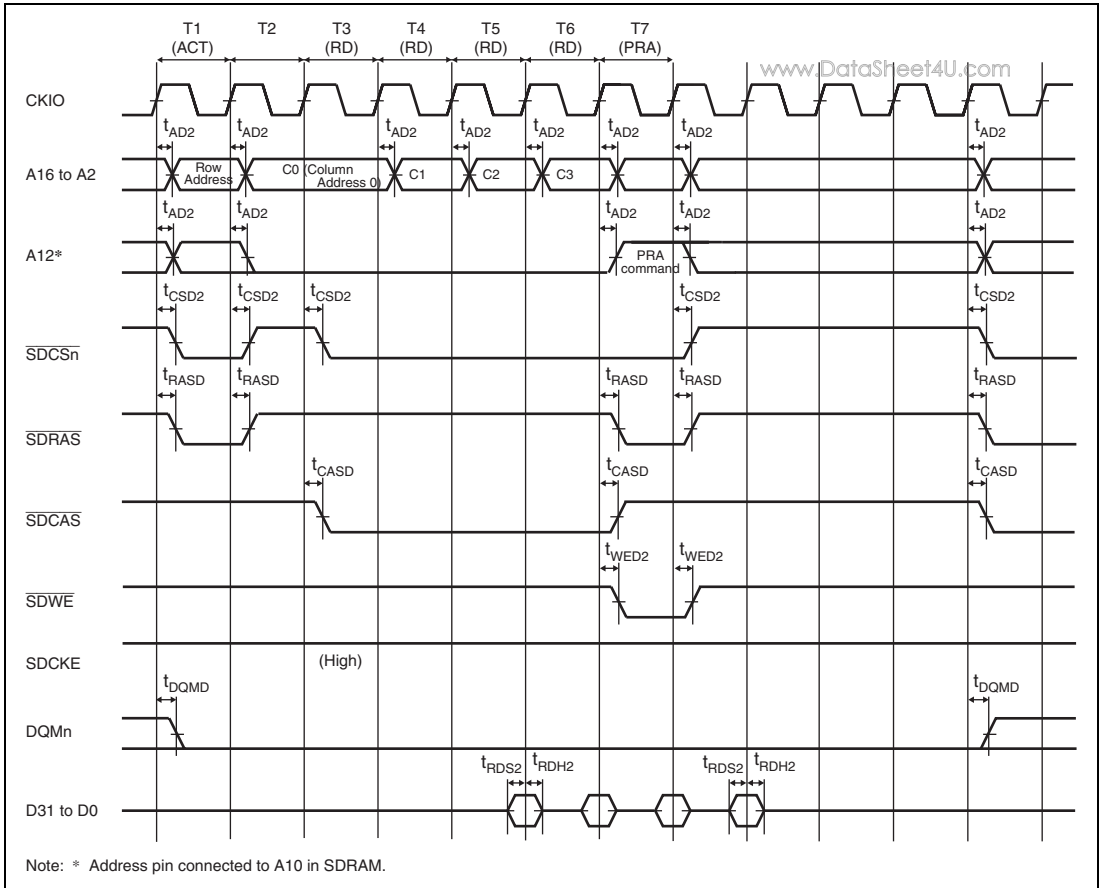 T1 T2 T3 T4 T5 T6 T7
(ACT) (RD) (RD) (RD) (RD) (PRA)
www.DataSheet4U.com
CKIO
tAD2 tAD2 tAD2 tAD2 tAD2 tAD2 tAD2 tAD2
A16 to A2
Row
Address
C0 (Column
Address 0)
C1
C2
C3
tAD2 tAD2 tAD2 tAD2 tAD2
A12*
PRA
command
tCSD2 tCSD2 tCSD2 tCSD2 tCSD2
SDCSn
tRASD tRASD tRASD tRASD tRASD
SDRAS
tCASD tCASD tCASD
SDCAS
tWED2 tWED2
SDWE
SDCKE (High)
tDQMD tDQMD
DQMn
tRDS2 tRDH2 tRDS2 tRDH2
D31 to D0
Note: * Address pin connected to A10 in SDRAM.